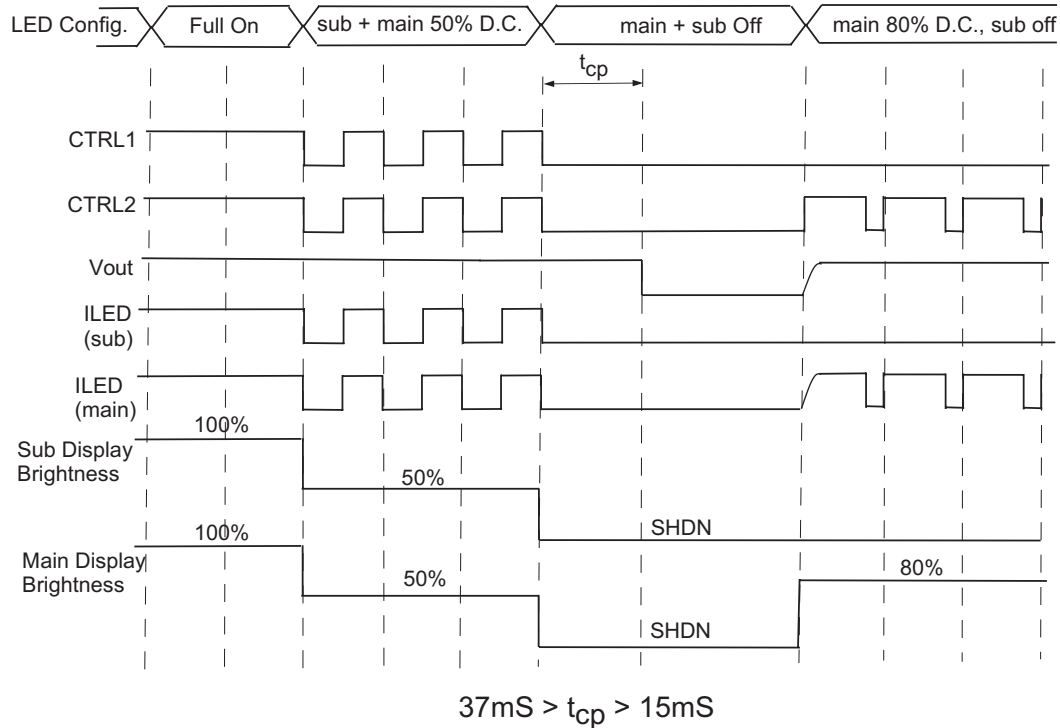 LED Config.
Full On
sub + main 50% D.C.
main + sub Off
main 80% D.C., sub off
tcp
CTRL1
CTRL2
Vout
ILED
(sub)
ILED
(main)
100%
Sub Display
Brightness
50%
SHDN
100%
Main Display
Brightness
50%
80%
SHDN
37mS > tcp > 15mS